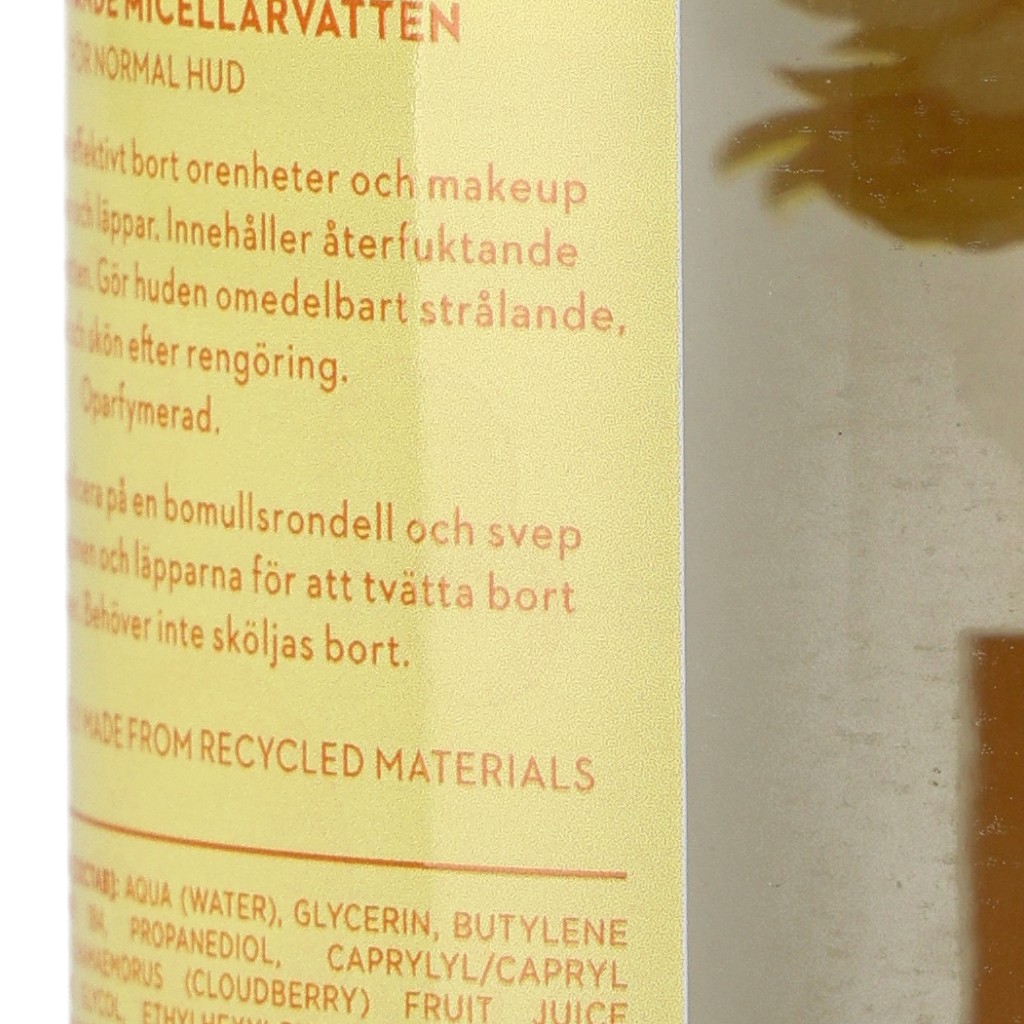 MICELLARVATTEN
FÖR NORMAL HUD
effektivt bort orenheter och makeup
och läppar. Innehåller återfuktande
Gör huden omedelbart strålande,
och skön efter rengöring.
Oparfymerad.
på en bomullsrondell och svep
och läpparna för att tvätta bort
Behöver inte sköljas bort.
MADE FROM RECYCLED MATERIALS
AQUA (WATER), GLYCERIN, BUTYLENE
PROPANEDIOL, CAPRYLYL/CAPRYL
(CLOUDBERRY) FRUIT JUICE